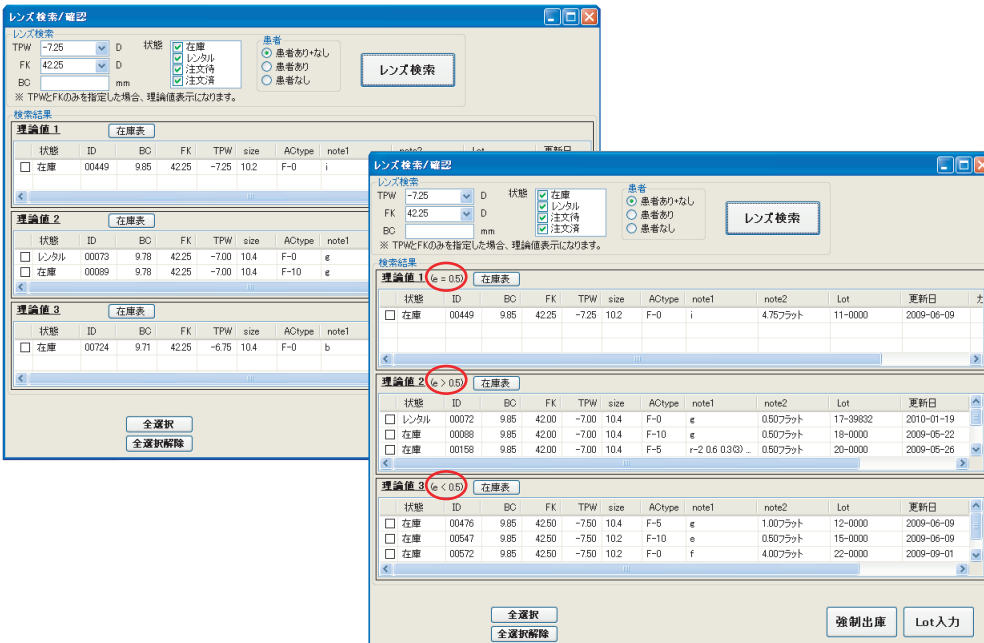 レンズ検索/確認
レンズ検索
TPW -7.25 D 状態 在庫 患者
レンタル 患者あり+なし
FK 42.25 D 注文待 患者あり レンズ検索
BC mm 注文済 患者なし
※ TPWとFKのみを指定した場合、理論値表示になります。
検索結果
理論値 1 在庫表
状態 ID BC FK TPW size ACtype note1 note2 Lot 更新日
在庫 00449 9.85 42.25 -7.25 10.2 F-0 i
理論値 2 在庫表
状態 ID BC FK TPW size ACtype note1
レンタル 00073 9.78 42.25 -7.00 10.4 F-0 g
在庫 00089 9.78 42.25 -7.00 10.4 F-10 g
理論値 3 在庫表
状態 ID BC FK TPW size ACtype note1
在庫 00724 9.71 42.25 -6.75 10.4 F-0 b
全選択
全選択解除
レンズ検索/確認
レンズ検索
TPW -7.25 D 状態 在庫 患者
レンタル 患者あり+なし
FK 42.25 D 注文待 患者あり レンズ検索
BC mm 注文済 患者なし
※ TPWとFKのみを指定した場合、理論値表示になります。
検索結果
理論値 1 (e = 0.5) 在庫表
状態 ID BC FK TPW size ACtype note1 note2 Lot 更新日
在庫 00449 9.85 42.25 -7.25 10.2 F-0 i 4.75フラット 11-0000 2009-06-09
理論値 2 (e > 0.5) 在庫表
状態 ID BC FK TPW size ACtype note1 note2 Lot 更新日
レンタル 00072 9.85 42.00 -7.00 10.4 F-0 g 0.50フラット 17-39832 2010-01-19
在庫 00088 9.85 42.00 -7.00 10.4 F-10 g 0.50フラット 18-0000 2009-05-22
在庫 00158 9.85 42.00 -7.00 10.4 F-5 r-2 0.6 0.3(3) ... 0.50フラット 20-0000 2009-05-26
理論値 3 (e < 0.5) 在庫表
状態 ID BC FK TPW size ACtype note1 note2 Lot 更新日
在庫 00476 9.85 42.50 -7.50 10.4 F-5 g 1.00フラット 12-0000 2009-06-09
在庫 00547 9.85 42.50 -7.50 10.2 F-10 e 0.50フラット 15-0000 2009-06-09
在庫 00572 9.85 42.50 -7.50 10.2 F-0 f 4.00フラット 22-0000 2009-09-01
全選択
全選択解除
強制出庫 Lot入力